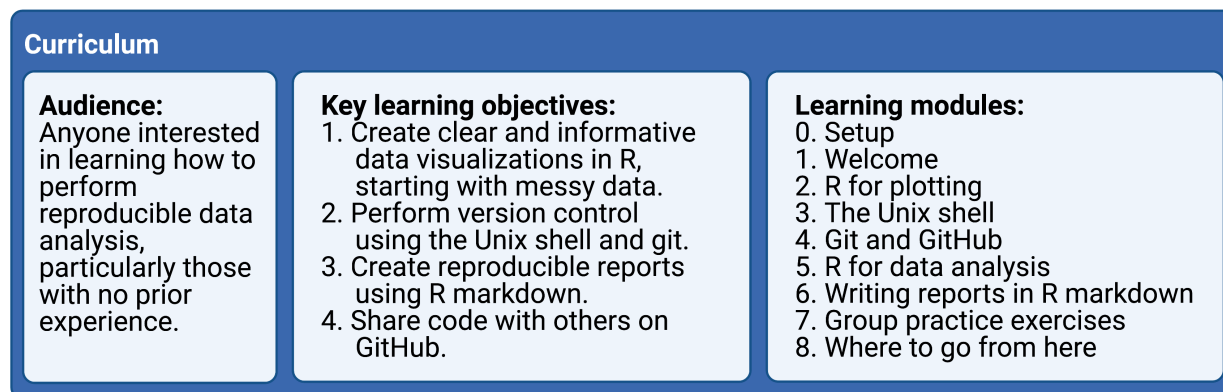 Curriculum
Audience:
Anyone interested
in learning how to
perform
reproducible data
analysis,
particularly those
with no prior
experience.
Key learning objectives:
1. Create clear and informative
data visualizations in R,
starting with messy data.
2. Perform version control
using the Unix shell and git.
3. Create reproducible reports
using R markdown.
4. Share code with others on
GitHub.
Learning modules:
0. Setup
1. Welcome
2. R for plotting
3. The Unix shell
4. Git and GitHub
5. R for data analysis
6. Writing reports in R markdown
7. Group practice exercises
8. Where to go from here